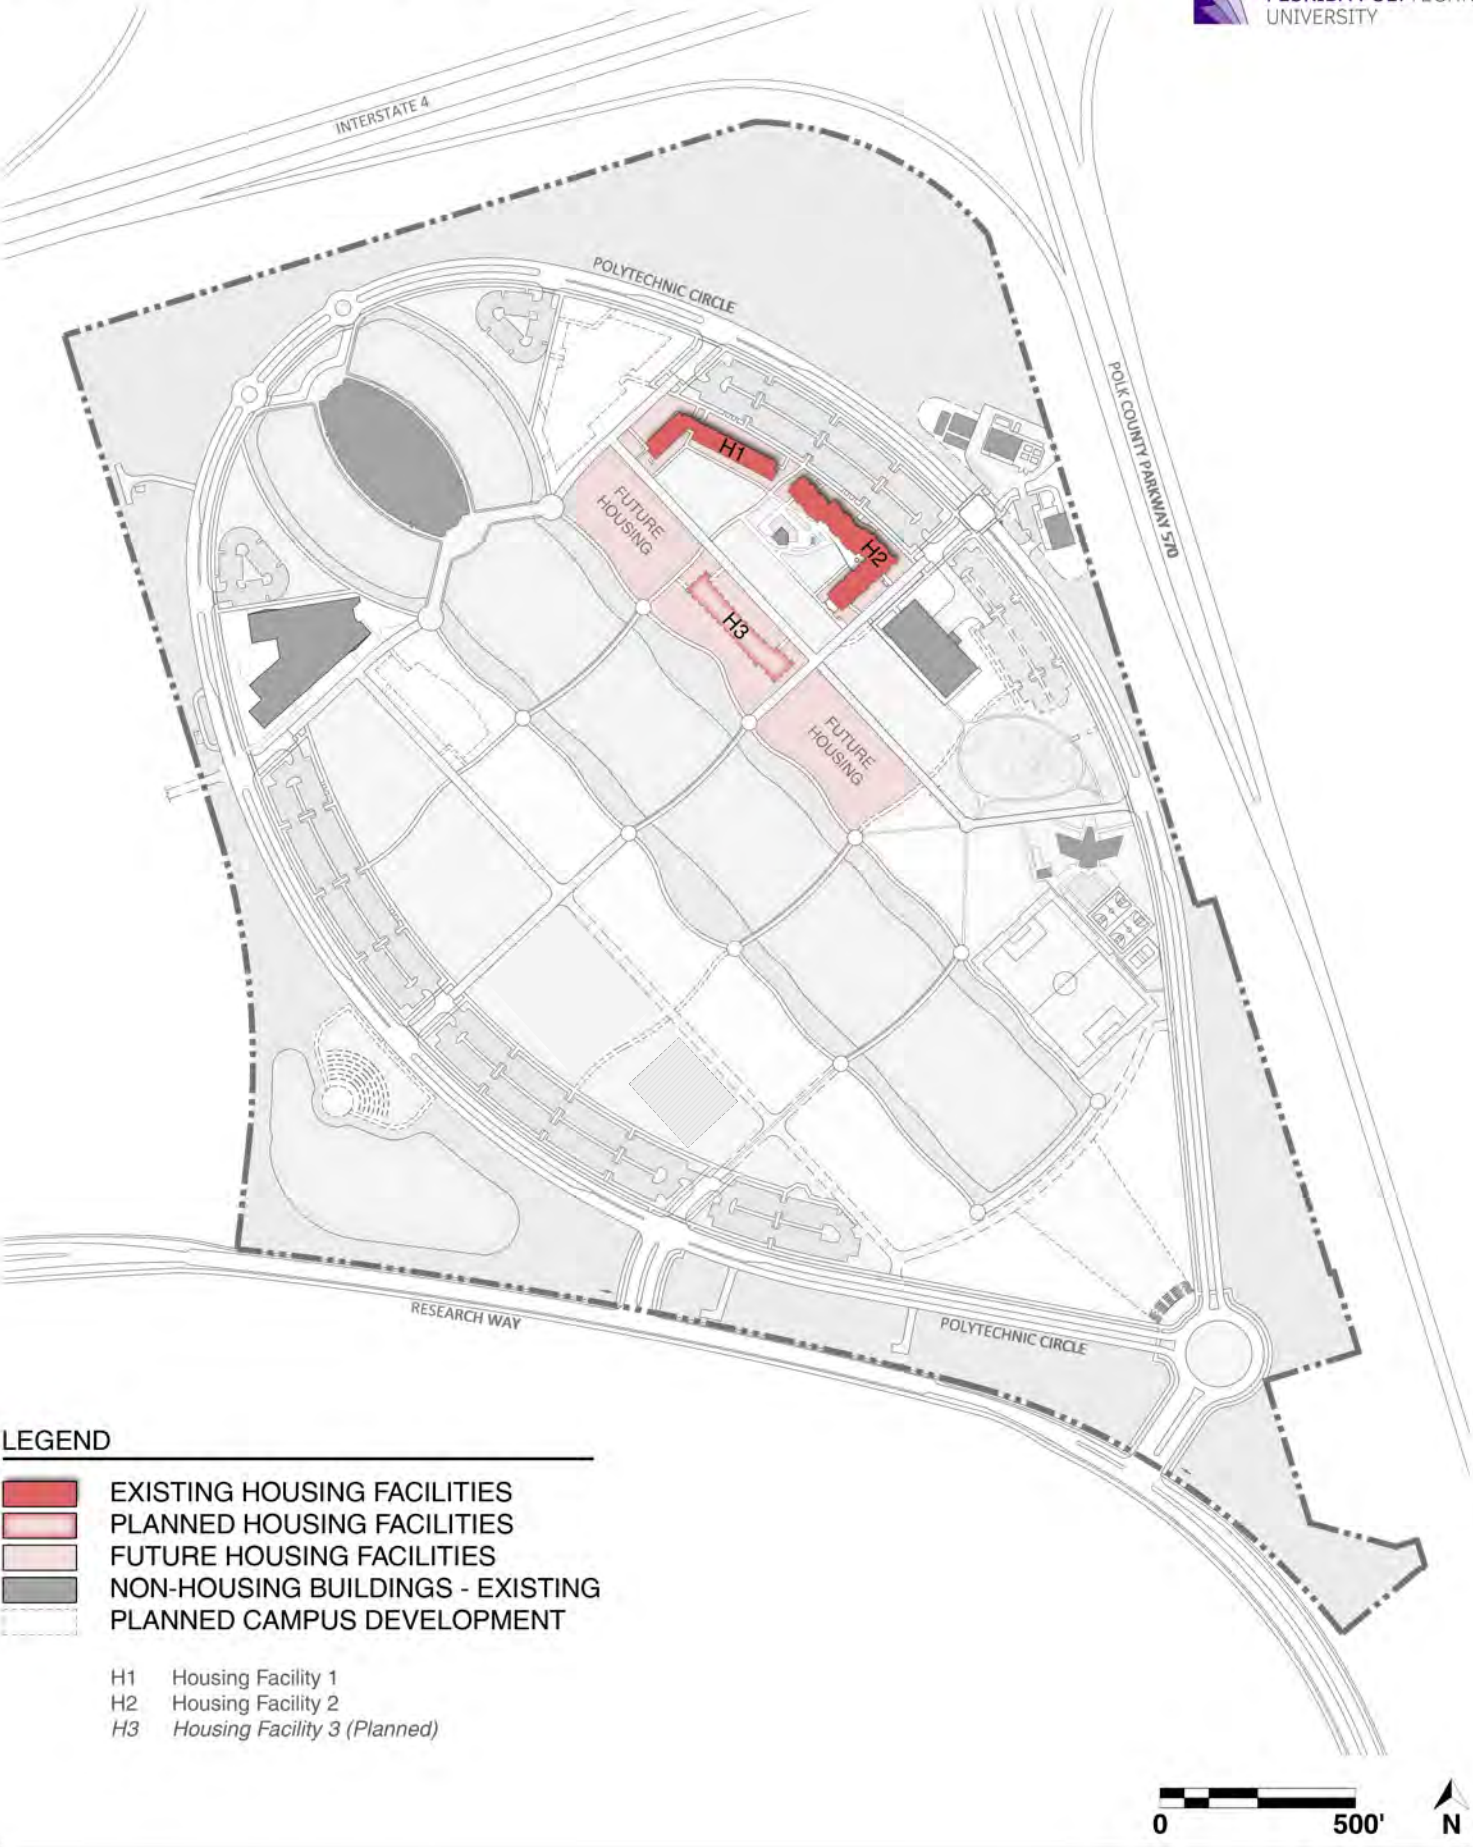 UNIVERSITY
INTERSTATE 4
POLYTECHNIC CIRCLE
POLK COUNTY PARKWAY 570
H1
FUTURE
HOUSING
H2
H3
FUTURE
HOUSING
RESEARCH WAY
POLYTECHNIC CIRCLE
LEGEND
EXISTING HOUSING FACILITIES
PLANNED HOUSING FACILITIES
FUTURE HOUSING FACILITIES
NON-HOUSING BUILDINGS - EXISTING
PLANNED CAMPUS DEVELOPMENT
H1 Housing Facility 1
H2 Housing Facility 2
H3 Housing Facility 3 (Planned)
0 500' N